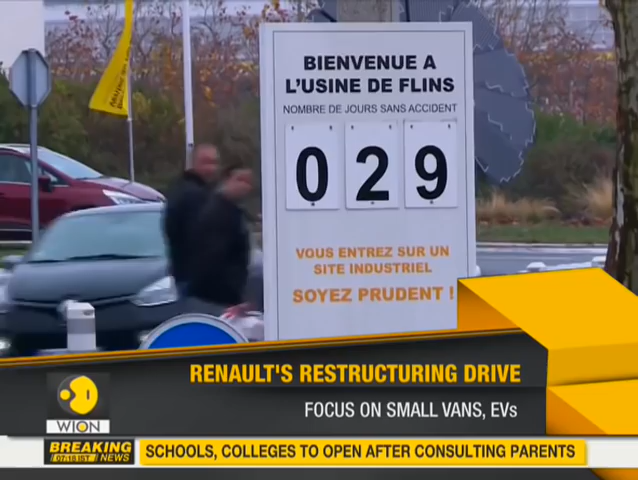 BIENVENUE A
L'USINE DE FLINS
NOMBRE DE JOURS SANS ACCIDENT
0 2 9
VOUS ENTREZ SUR UN
SITE INDUSTRIEL
SOYEZ PRUDENT !
RENAULT'S RESTRUCTURING DRIVE
FOCUS ON SMALL VANS, EVs
WION
BREAKING
NEWS
SCHOOLS, COLLEGES TO OPEN AFTER CONSULTING PARENTS